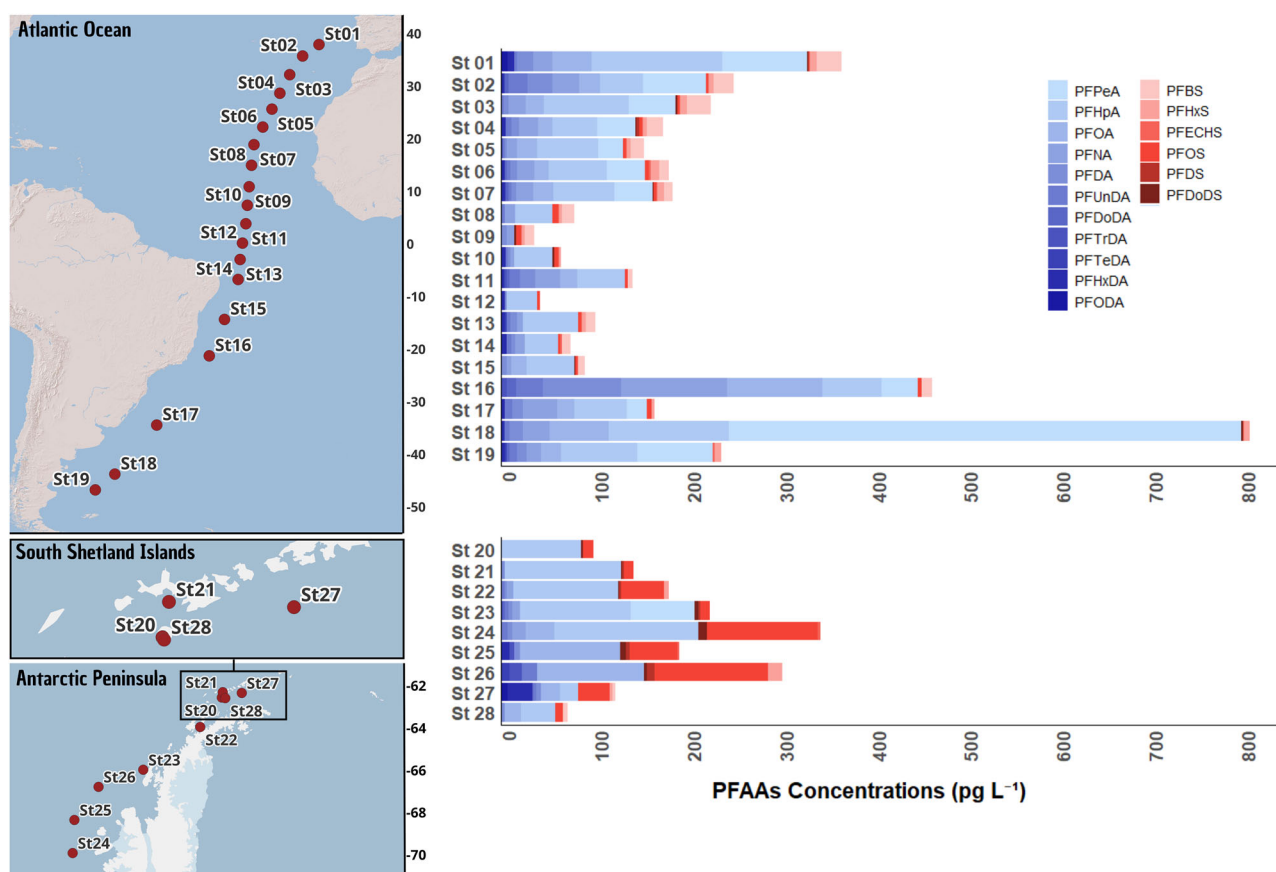 Atlantic Ocean
St01
St02
St04
St03
St06
St05
St08
St07
St10
St09
St12
St11
St14
St13
St15
St16
St17
St18
St19
40
30
20
10
0
-10
-20
-30
-40
-50
South Shetland Islands
St21
St27
St20
St28
Antarctic Peninsula
St21
St27
St20
St28
St22
St23
St26
St25
St24
-62
-64
-66
-68
-70
St 01
St 02
St 03
St 04
St 05
St 06
St 07
St 08
St 09
St 10
St 11
St 12
St 13
St 14
St 15
St 16
St 17
St 18
St 19
0
100
200
300
400
500
600
700
800
PFPeA
PFHpA
PFOA
PFNA
PFDA
PFUnDA
PFDoDA
PFTrDA
PFTeDA
PFHxDA
PFODA
PFBS
PFHxS
PFECHS
PFOS
PFDS
PFDoDS
St 20
St 21
St 22
St 23
St 24
St 25
St 26
St 27
St 28
0
100
200
300
400
500
600
700
800
PFAAs Concentrations (pg L⁻¹)